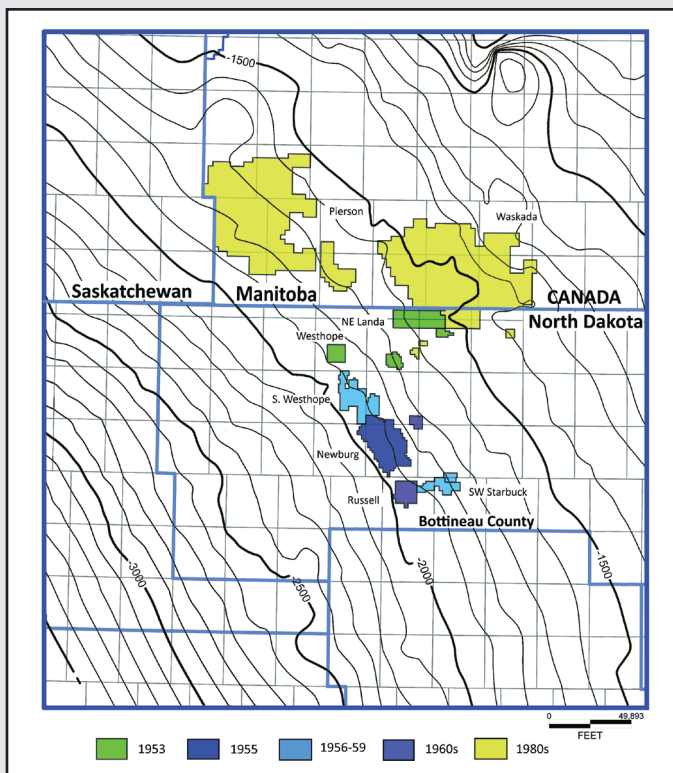 -1500
Pierson
Waskada
Saskatchewan
Manitoba
CANADA
NE Landa
North Dakota
Westhope
S. Westhope
Newburg
Russell
SW Starbuck
Bottineau County
-3000
-2500
-2000
-1500
0 49,893
FEET
1953 1955 1956-59 1960s 1980s